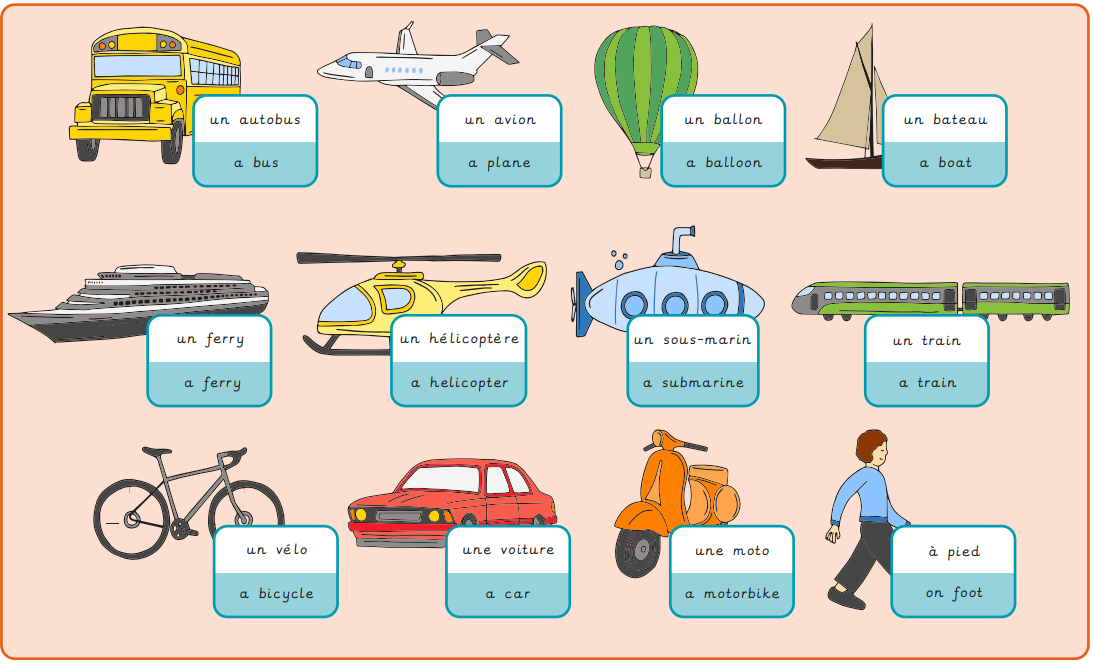 un autobus
a bus
un avion
a plane
un ballon
a balloon
un bateau
a boat
un ferry
a ferry
un hélicoptère
a helicopter
un sous-marin
a submarine
un train
a train
un vélo
a bicycle
une voiture
a car
une moto
a motorbike
à pied
on foot